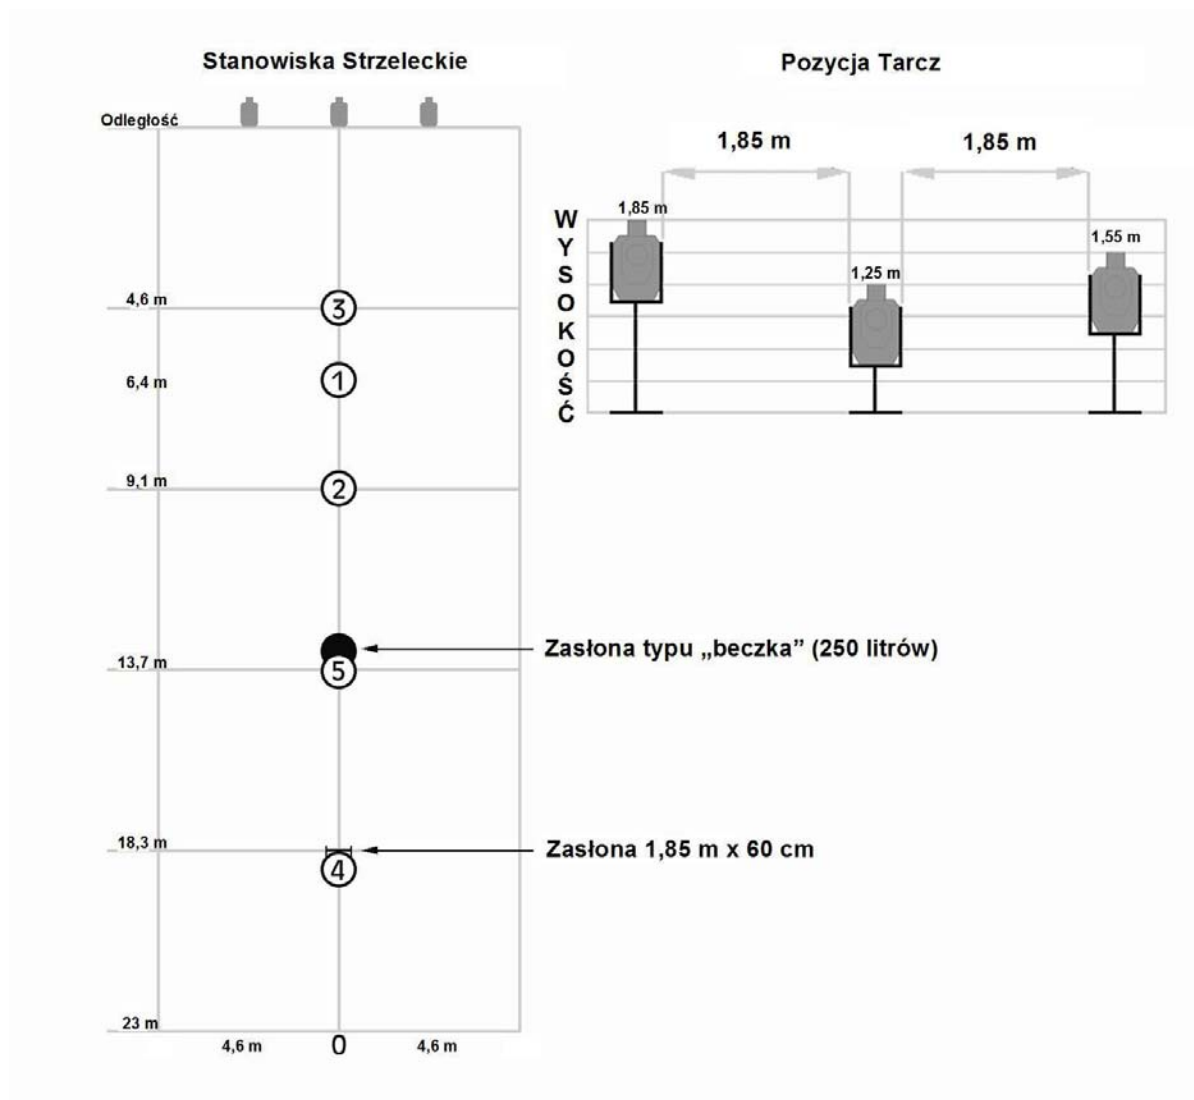 Stanowiska Strzeleckie
Odległość
4,6 m
3
6,4 m
1
9,1 m
2
Zasłona typu „beczka” (250 litrów)
13,7 m
5
18,3 m
Zasłona 1,85 m x 60 cm
4
23 m
4,6 m
0
4,6 m
Pozycja Tarcz
1,85 m
1,85 m
W
Y
S
O
K
O
Ś
Ć
1,85 m
1,25 m
1,55 m